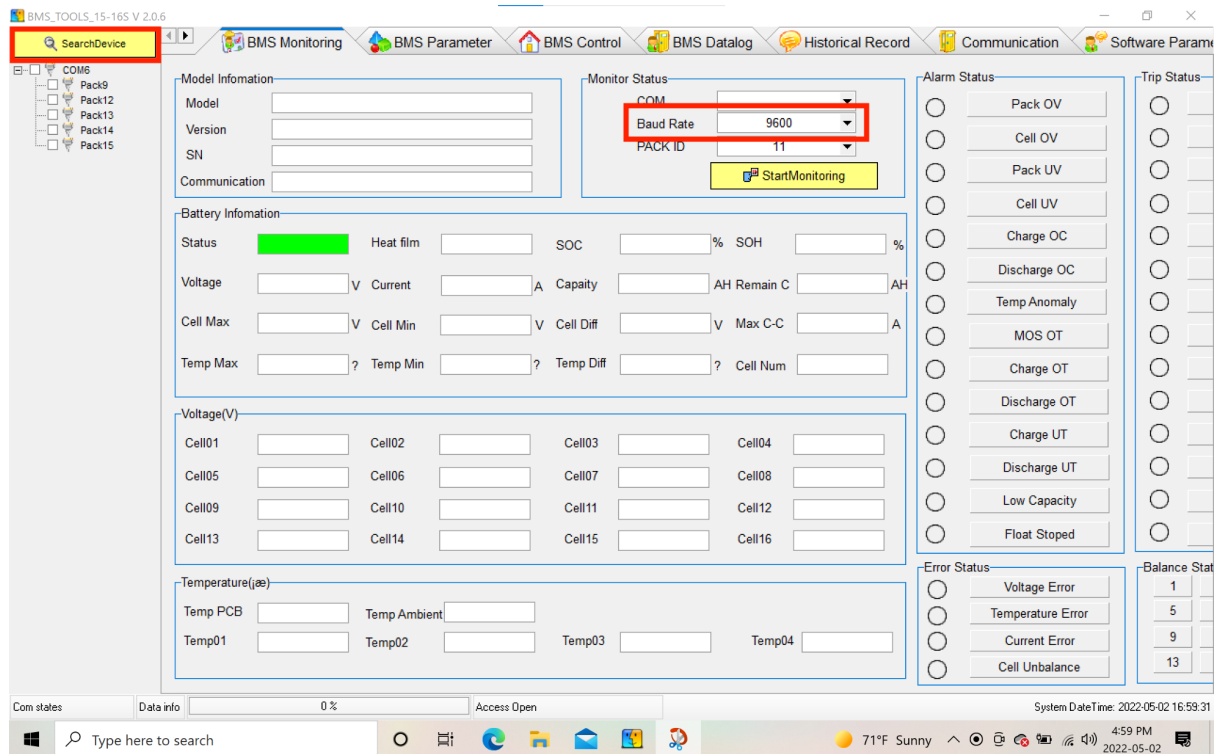 BMS_TOOLS_15-16S V 2.0.6
SearchDevice
BMS Monitoring
BMS Parameter
BMS Control
BMS Datalog
Historical Record
Communication
Software Parame
COM6
Pack9
Pack12
Pack13
Pack14
Pack15
Model Infomation
Model
Version
SN
Communication
Monitor Status
COM
Baud Rate 9600
PACK ID 11
StartMonitoring
Battery Infomation
Status Heat film SOC % SOH %
Voltage V Current A Capaity AH Remain C AH
Cell Max V Cell Min V Cell Diff V Max C-C A
Temp Max ? Temp Min ? Temp Diff ? Cell Num
Voltage(V)
Cell01 Cell02 Cell03 Cell04
Cell05 Cell06 Cell07 Cell08
Cell09 Cell10 Cell11 Cell12
Cell13 Cell14 Cell15 Cell16
Temperature(¡æ)
Temp PCB Temp Ambient
Temp01 Temp02 Temp03 Temp04
Alarm Status
Pack OV
Cell OV
Pack UV
Cell UV
Charge OC
Discharge OC
Temp Anomaly
MOS OT
Charge OT
Discharge OT
Charge UT
Discharge UT
Low Capacity
Float Stoped
Trip Status
Error Status
Voltage Error
Temperature Error
Current Error
Cell Unbalance
Balance Stat
1
5
9
13
Com states Data info 0 % Access Open System DateTime: 2022-05-02 16:59:31
Type here to search
71°F Sunny
4:59 PM
2022-05-02